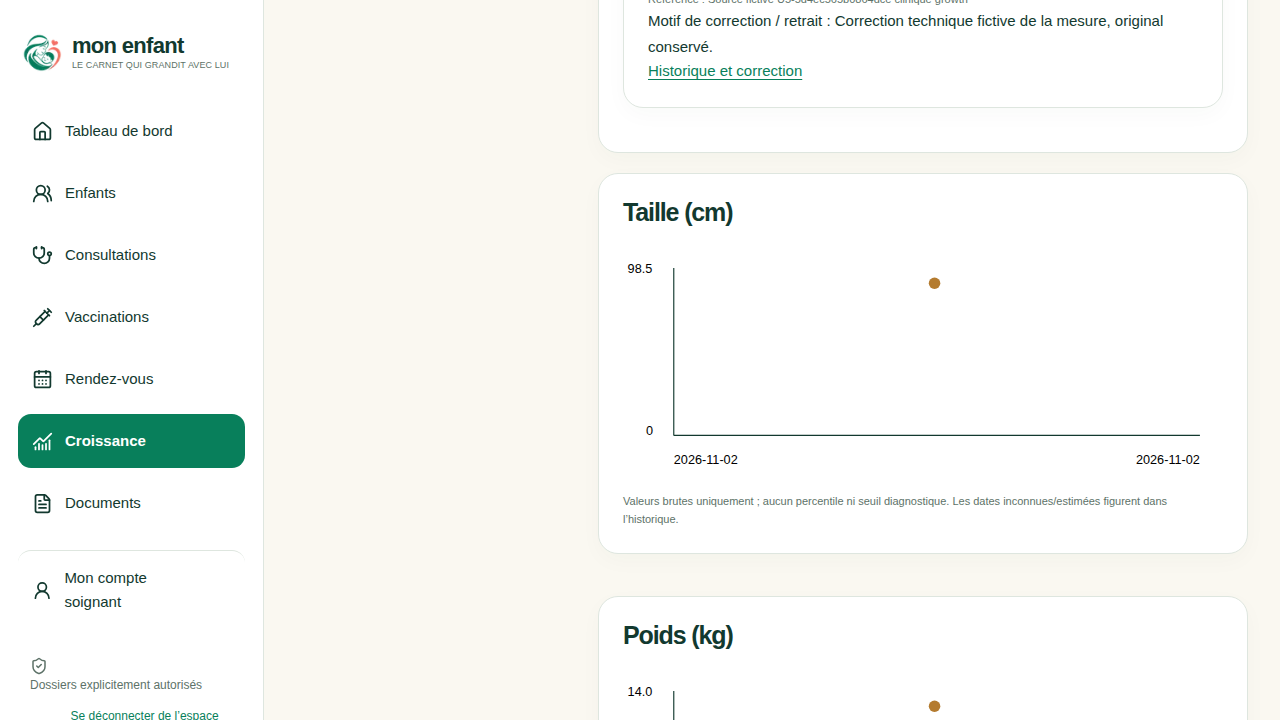 mon enfant
LE CARNET QUI GRANDIT AVEC LUI
Tableau de bord
Enfants
Consultations
Vaccinations
Rendez-vous
Croissance
Documents
Mon compte
soignant
Dossiers explicitement autorisés
Se déconnecter de l’espace
Motif de correction / retrait : Correction technique fictive de la mesure, original
conservé.
Historique et correction
Taille (cm)
98.5
0
2026-11-02
2026-11-02
Valeurs brutes uniquement ; aucun percentile ni seuil diagnostique. Les dates inconnues/estimées figurent dans
l’historique.
Poids (kg)
14.0